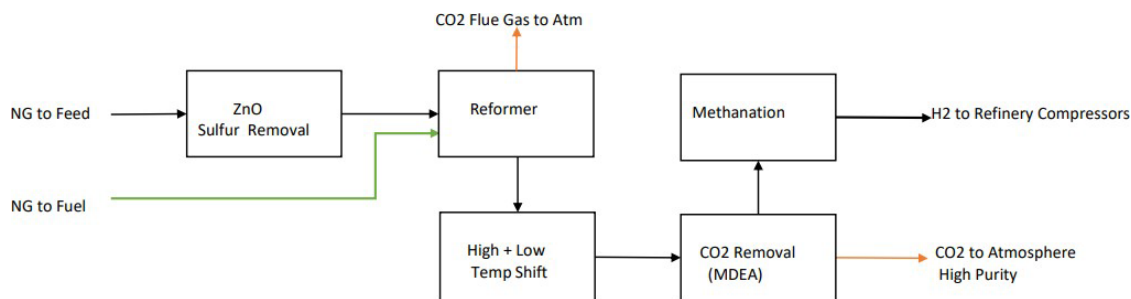 CO2 Flue Gas to Atm
NG to Feed
ZnO
Sulfur Removal
Reformer
Methanation
H2 to Refinery Compressors
NG to Fuel
High + Low
Temp Shift
CO2 Removal
(MDEA)
CO2 to Atmosphere
High Purity